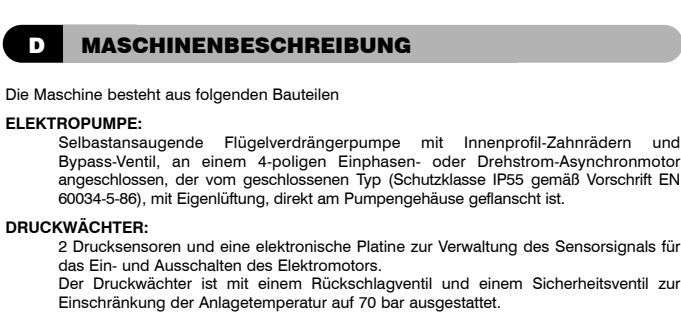 D MASCHINENBESCHREIBUNG
Die Maschine besteht aus folgenden Bauteilen
ELEKTROPUMPE:
Selbastansaugende Flügelverdrängerpumpe mit Innenprofil-Zahnrädern und
Bypass-Ventil, an einem 4-poligen Einphasen- oder Drehstrom-Asynchronmotor
angeschlossen, der vom geschlossenen Typ (Schutzklasse IP55 gemäß Vorschrift EN
60034-5-86), mit Eigenlüftung, direkt am Pumpengehäuse geflanscht ist.
DRUCKWÄCHTER:
2 Drucksensoren und eine elektronische Platine zur Verwaltung des Sensorsignals für
das Ein- und Ausschalten des Elektromotors.
Der Druckwächter ist mit einem Rückschlagventil und einem Sicherheitsventil zur
Einschränkung der Anlagetemperatur auf 70 bar ausgestattet.